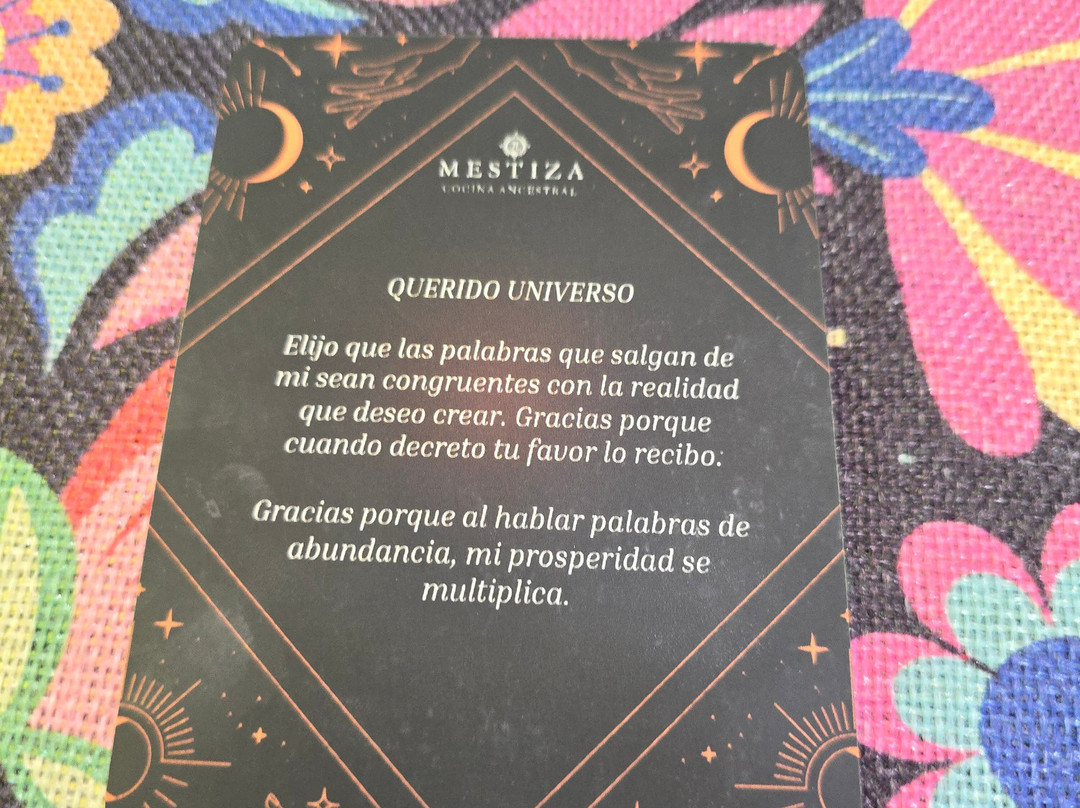 MESTIZA
COCINA ANCESTRAL
QUERIDO UNIVERSO
Elijo que las palabras que salgan de
mi sean congruentes con la realidad
que deseo crear. Gracias porque
cuando decreto tu favor lo recibo.
Gracias porque al hablar palabras de
abundancia, mi prosperidad se
multiplica.